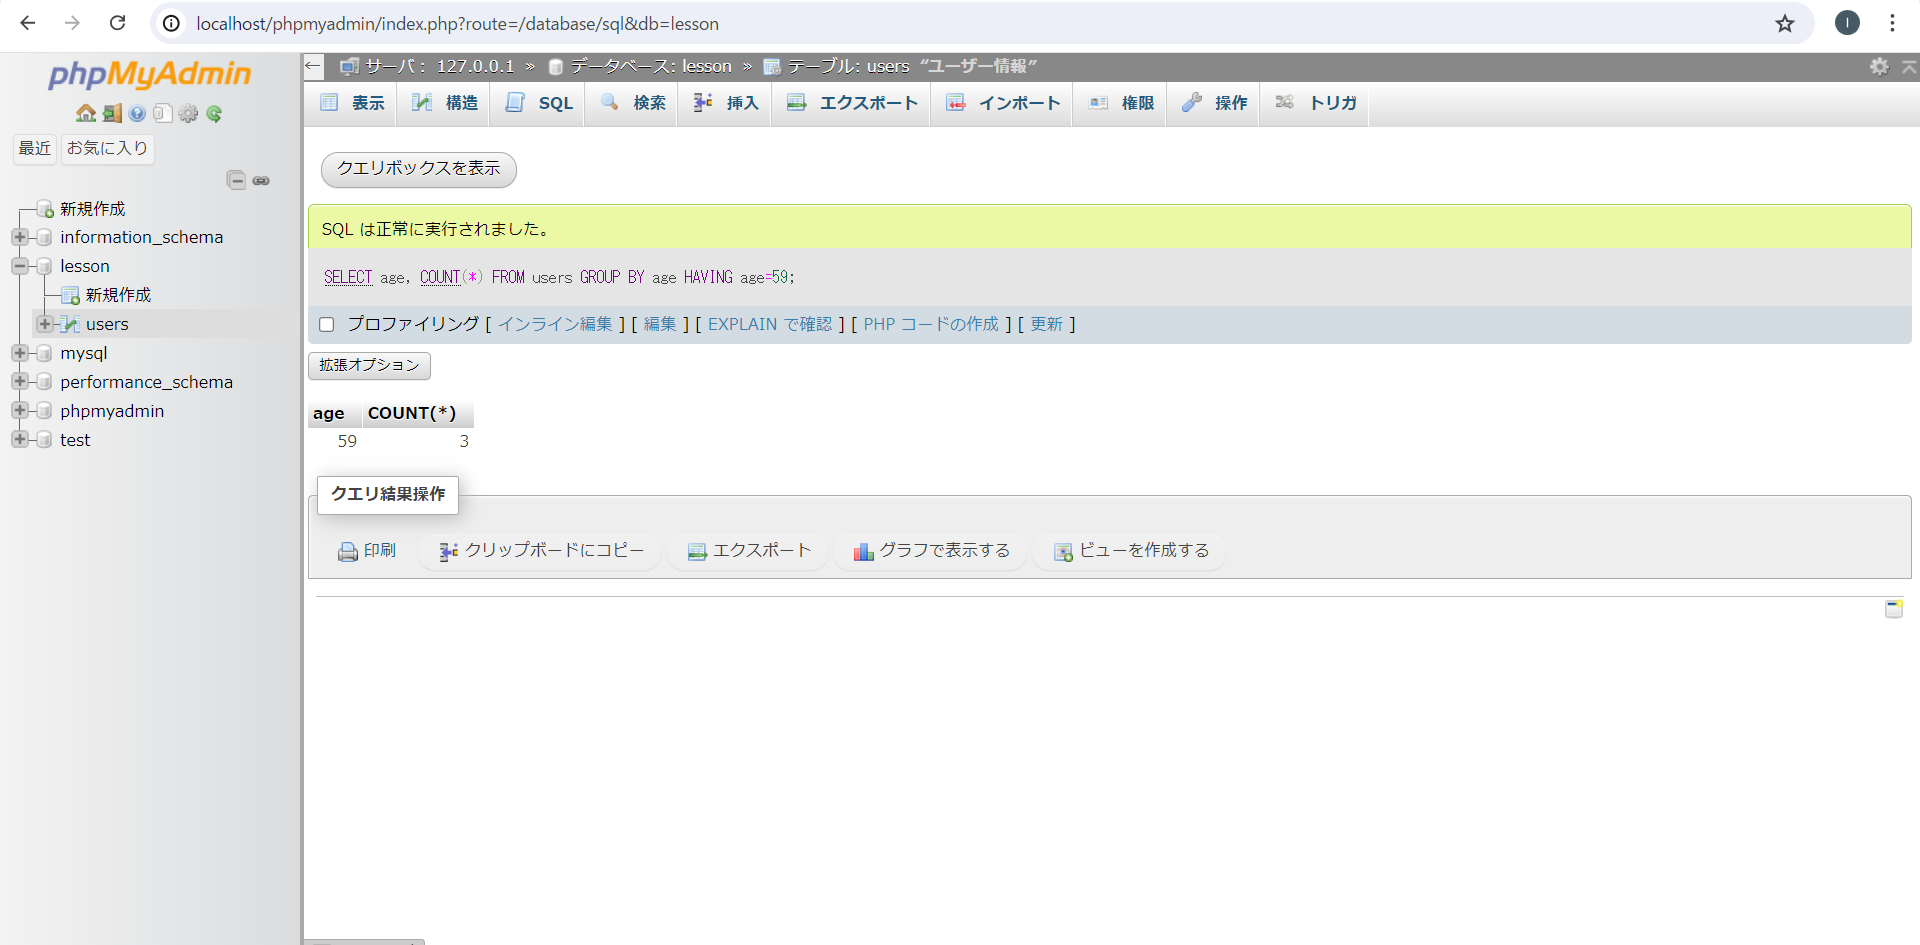 localhost/phpmyadmin/index.php?route=/database/sql&db=lesson
I
phpMyAdmin
最近 お気に入り
新規作成
information_schema
lesson
新規作成
users
mysql
performance_schema
phpmyadmin
test
サーバ: 127.0.0.1 » データベース: lesson » テーブル: users “ユーザー情報”
表示 構造 SQL 検索 挿入 エクスポート インポート 権限 操作 トリガ
クエリボックスを表示
SQL は正常に実行されました。
SELECT age, COUNT(*) FROM users GROUP BY age HAVING age=59;
プロファイリング [ インライン編集 ] [ 編集 ] [ EXPLAIN で確認 ] [ PHP コードの作成 ] [ 更新 ]
拡張オプション
age COUNT(*)
59 3
クエリ結果操作
印刷 クリップボードにコピー エクスポート グラフで表示する ビューを作成する